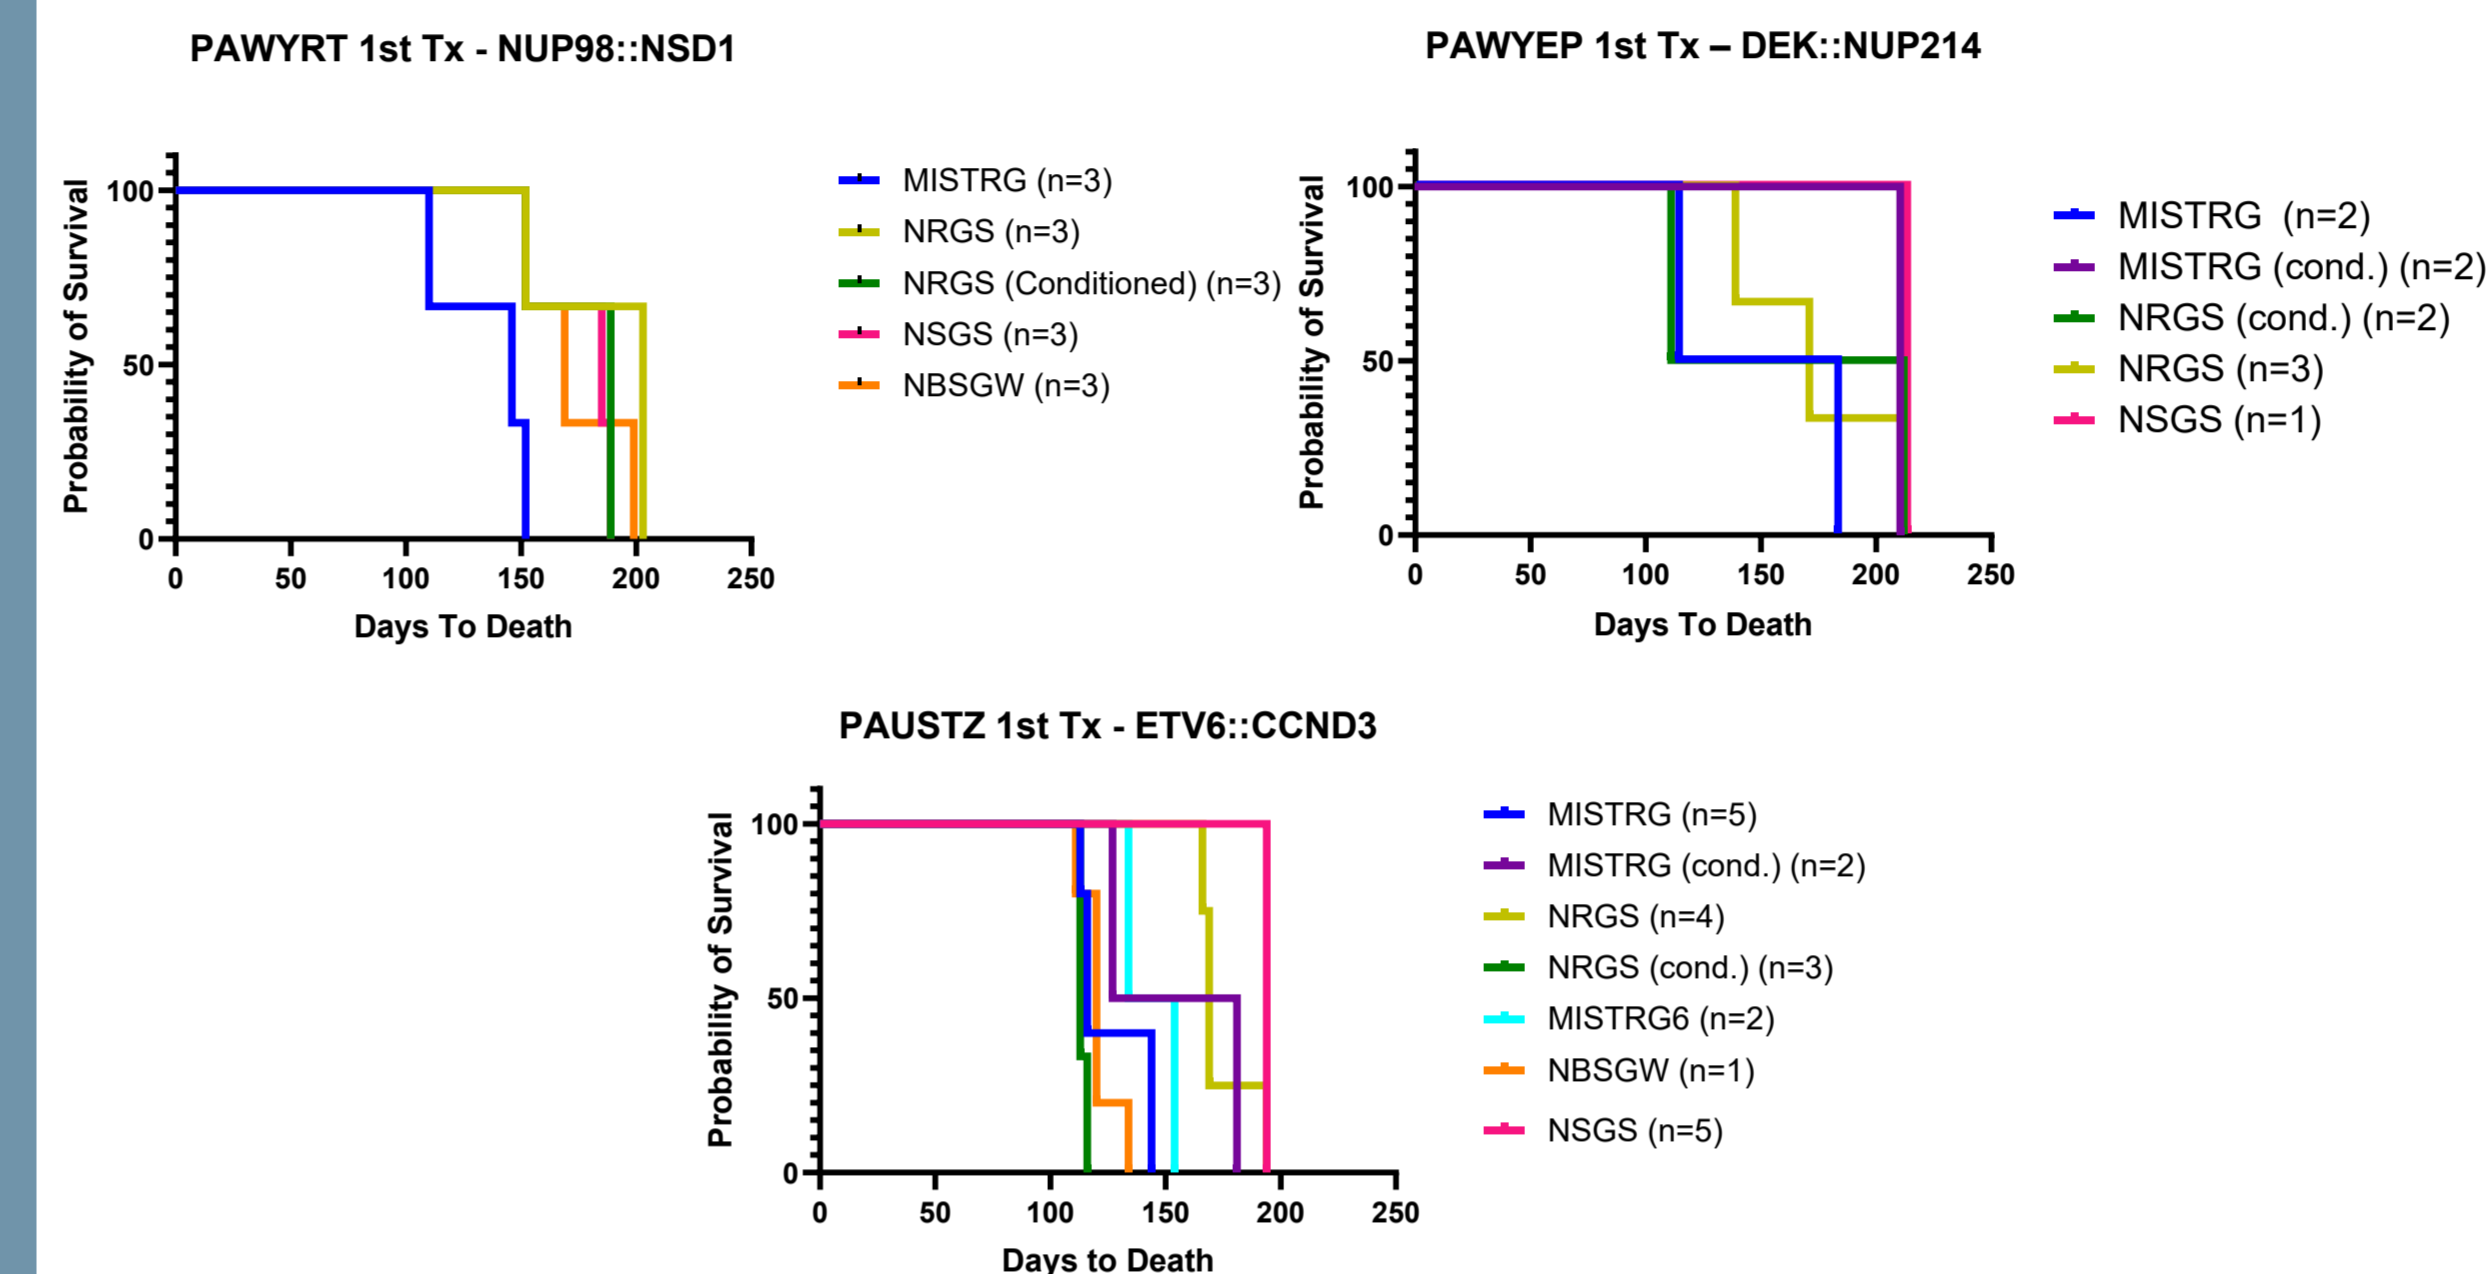 PAWYRT 1st Tx - NUP98::NSD1
Probability of Survival
100
50
0
0 50 100 150 200 250
Days To Death
MISTRG (n=3)
NRGS (n=3)
NRGS (Conditioned) (n=3)
NSGS (n=3)
NBSGW (n=3)
PAWYEP 1st Tx – DEK::NUP214
Probability of Survival
100
50
0
0 50 100 150 200 250
Days To Death
MISTRG (n=2)
MISTRG (cond.) (n=2)
NRGS (cond.) (n=2)
NRGS (n=3)
NSGS (n=1)
PAUSTZ 1st Tx - ETV6::CCND3
Probability of Survival
100
50
0
0 50 100 150 200 250
Days to Death
MISTRG (n=5)
MISTRG (cond.) (n=2)
NRGS (n=4)
NRGS (cond.) (n=3)
MISTRG6 (n=2)
NBSGW (n=1)
NSGS (n=5)